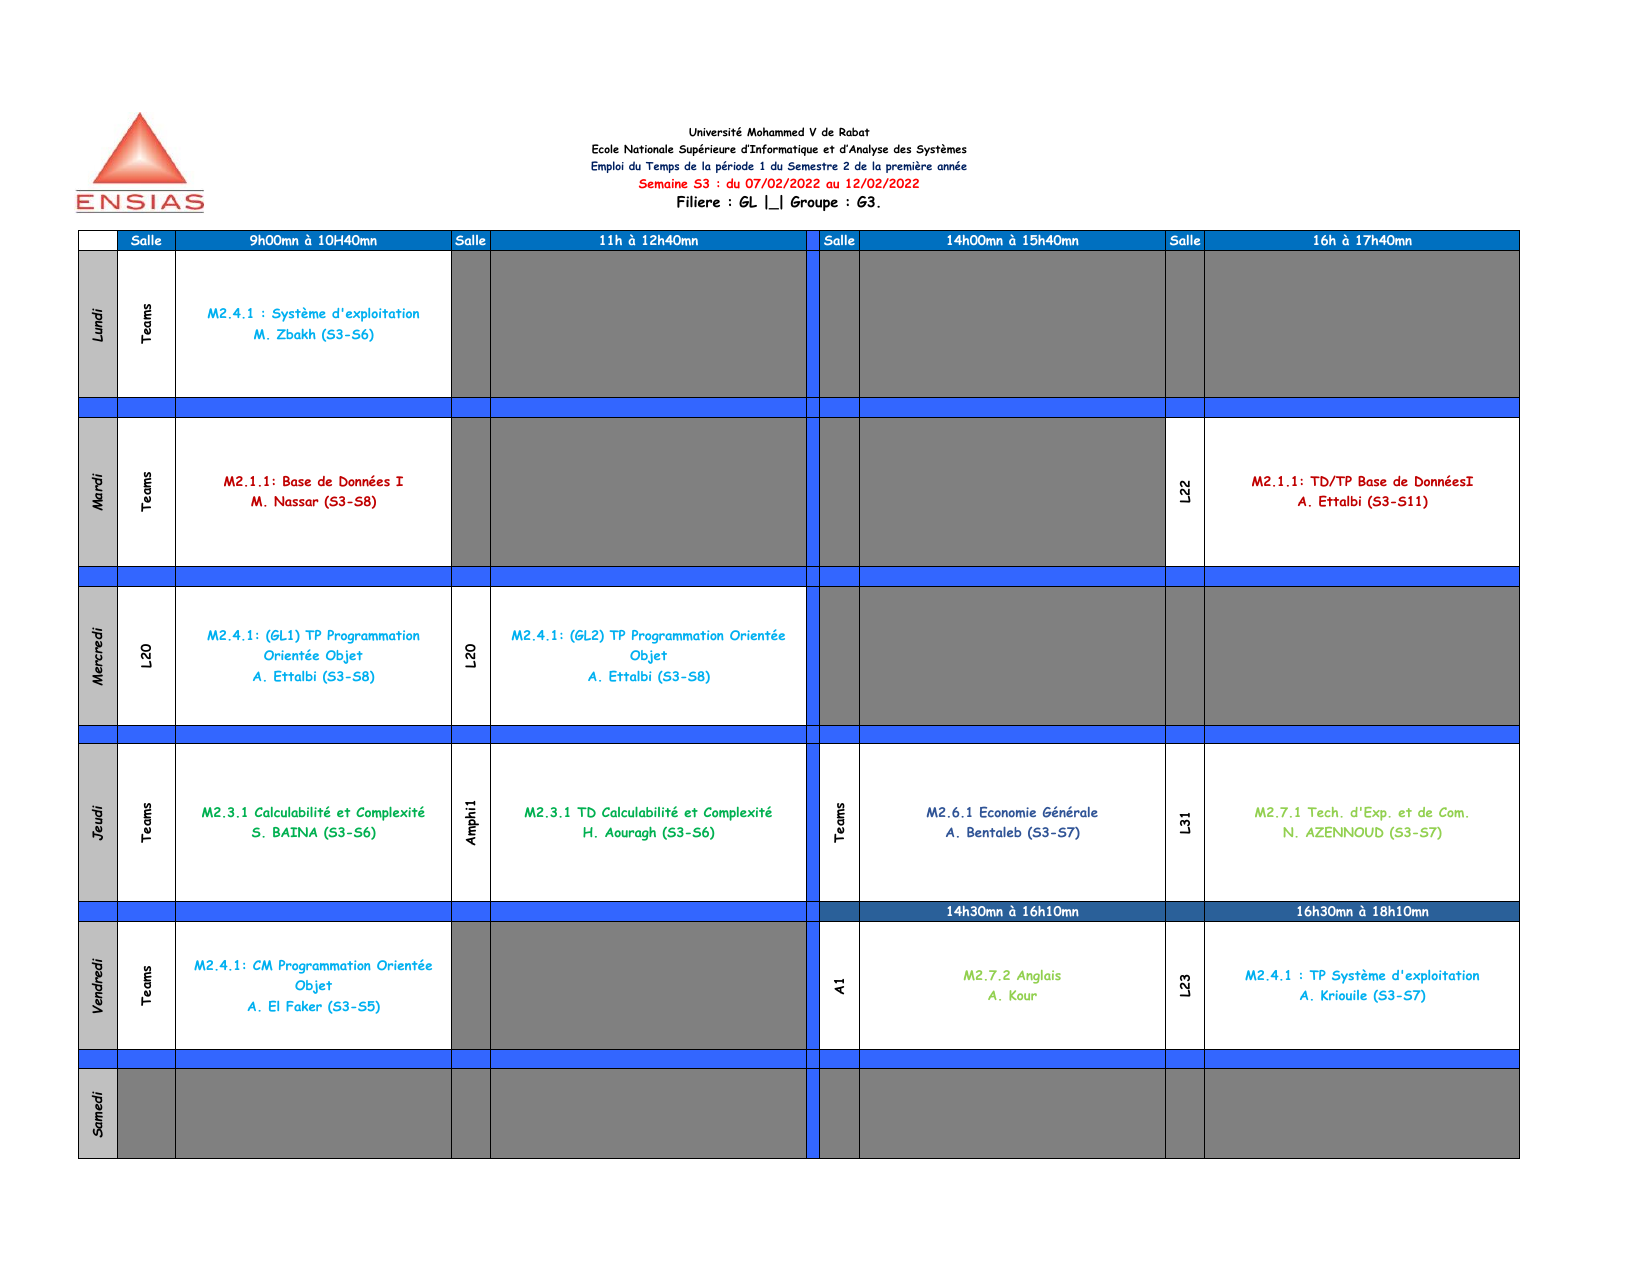 ENSIAS
Université Mohammed V de Rabat
Ecole Nationale Supérieure d'Informatique et d'Analyse des Systèmes
Emploi du Temps de la période 1 du Semestre 2 de la première année
Semaine S3 : du 07/02/2022 au 12/02/2022
Filiere : GL |_| Groupe : G3.
Salle 9h00mn à 10H40mn Salle 11h à 12h40mn Salle 14h00mn à 15h40mn Salle 16h à 17h40mn
Lundi
Teams
M2.4.1 : Système d'exploitation
M. Zbakh (S3-S6)
Mardi
Teams
M2.1.1: Base de Données I
M. Nassar (S3-S8)
L22
M2.1.1: TD/TP Base de DonnéesI
A. Ettalbi (S3-S11)
Mercredi
L20
M2.4.1: (GL1) TP Programmation
Orientée Objet
A. Ettalbi (S3-S8)
L20
M2.4.1: (GL2) TP Programmation Orientée
Objet
A. Ettalbi (S3-S8)
Jeudi
Teams
M2.3.1 Calculabilité et Complexité
S. BAINA (S3-S6)
Amphi1
M2.3.1 TD Calculabilité et Complexité
H. Aouragh (S3-S6)
Teams
M2.6.1 Economie Générale
A. Bentaleb (S3-S7)
L31
M2.7.1 Tech. d'Exp. et de Com.
N. AZENNOUD (S3-S7)
14h30mn à 16h10mn 16h30mn à 18h10mn
Vendredi
Teams
M2.4.1: CM Programmation Orientée
Objet
A. El Faker (S3-S5)
A1
M2.7.2 Anglais
A. Kour
L23
M2.4.1 : TP Système d'exploitation
A. Kriouile (S3-S7)
Samedi